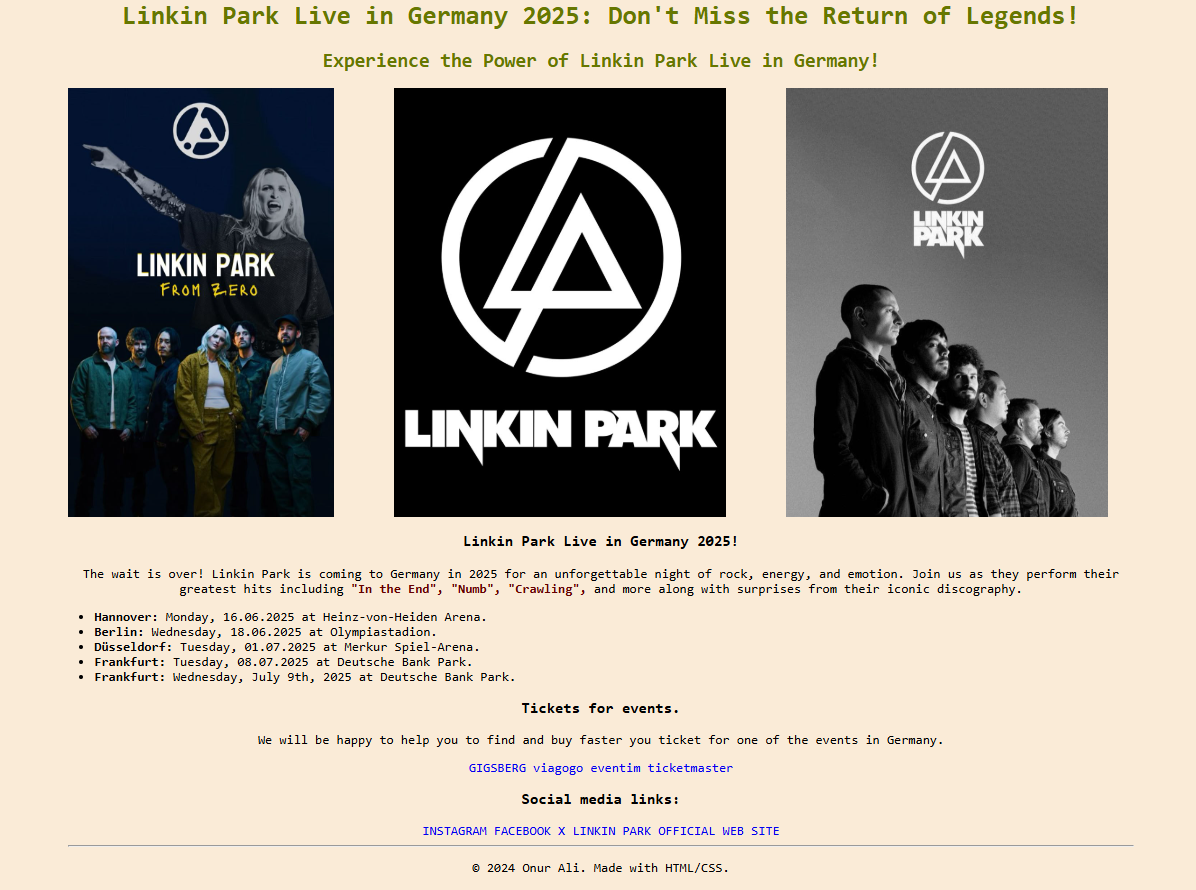 Linkin Park Live in Germany 2025: Don't Miss the Return of Legends!
Experience the Power of Linkin Park Live in Germany!
LINKIN PARK
FROM ZERO
LINKIN PARK
LINKIN
PARK
Linkin Park Live in Germany 2025!
The wait is over! Linkin Park is coming to Germany in 2025 for an unforgettable night of rock, energy, and emotion. Join us as they perform their
greatest hits including "In the End", "Numb", "Crawling", and more along with surprises from their iconic discography.
Hannover: Monday, 16.06.2025 at Heinz-von-Heiden Arena.
Berlin: Wednesday, 18.06.2025 at Olympiastadion.
Düsseldorf: Tuesday, 01.07.2025 at Merkur Spiel-Arena.
Frankfurt: Tuesday, 08.07.2025 at Deutsche Bank Park.
Frankfurt: Wednesday, July 9th, 2025 at Deutsche Bank Park.
Tickets for events.
We will be happy to help you to find and buy faster you ticket for one of the events in Germany.
GIGSBERG viagogo eventim ticketmaster
Social media links:
INSTAGRAM FACEBOOK X LINKIN PARK OFFICIAL WEB SITE
© 2024 Onur Ali. Made with HTML/CSS.